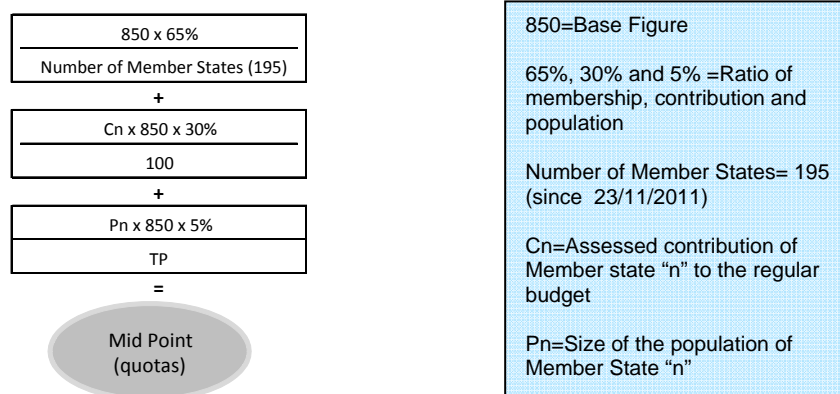 850 x 65%
Number of Member States (195)
+
Cn x 850 x 30%
100
+
Pn x 850 x 5%
TP
=
Mid Point
(quotas)
850=Base Figure
65%, 30% and 5% =Ratio of
membership, contribution and
population
Number of Member States= 195
(since 23/11/2011)
Cn=Assessed contribution of
Member state “n” to the regular
budget
Pn=Size of the population of
Member State “n”